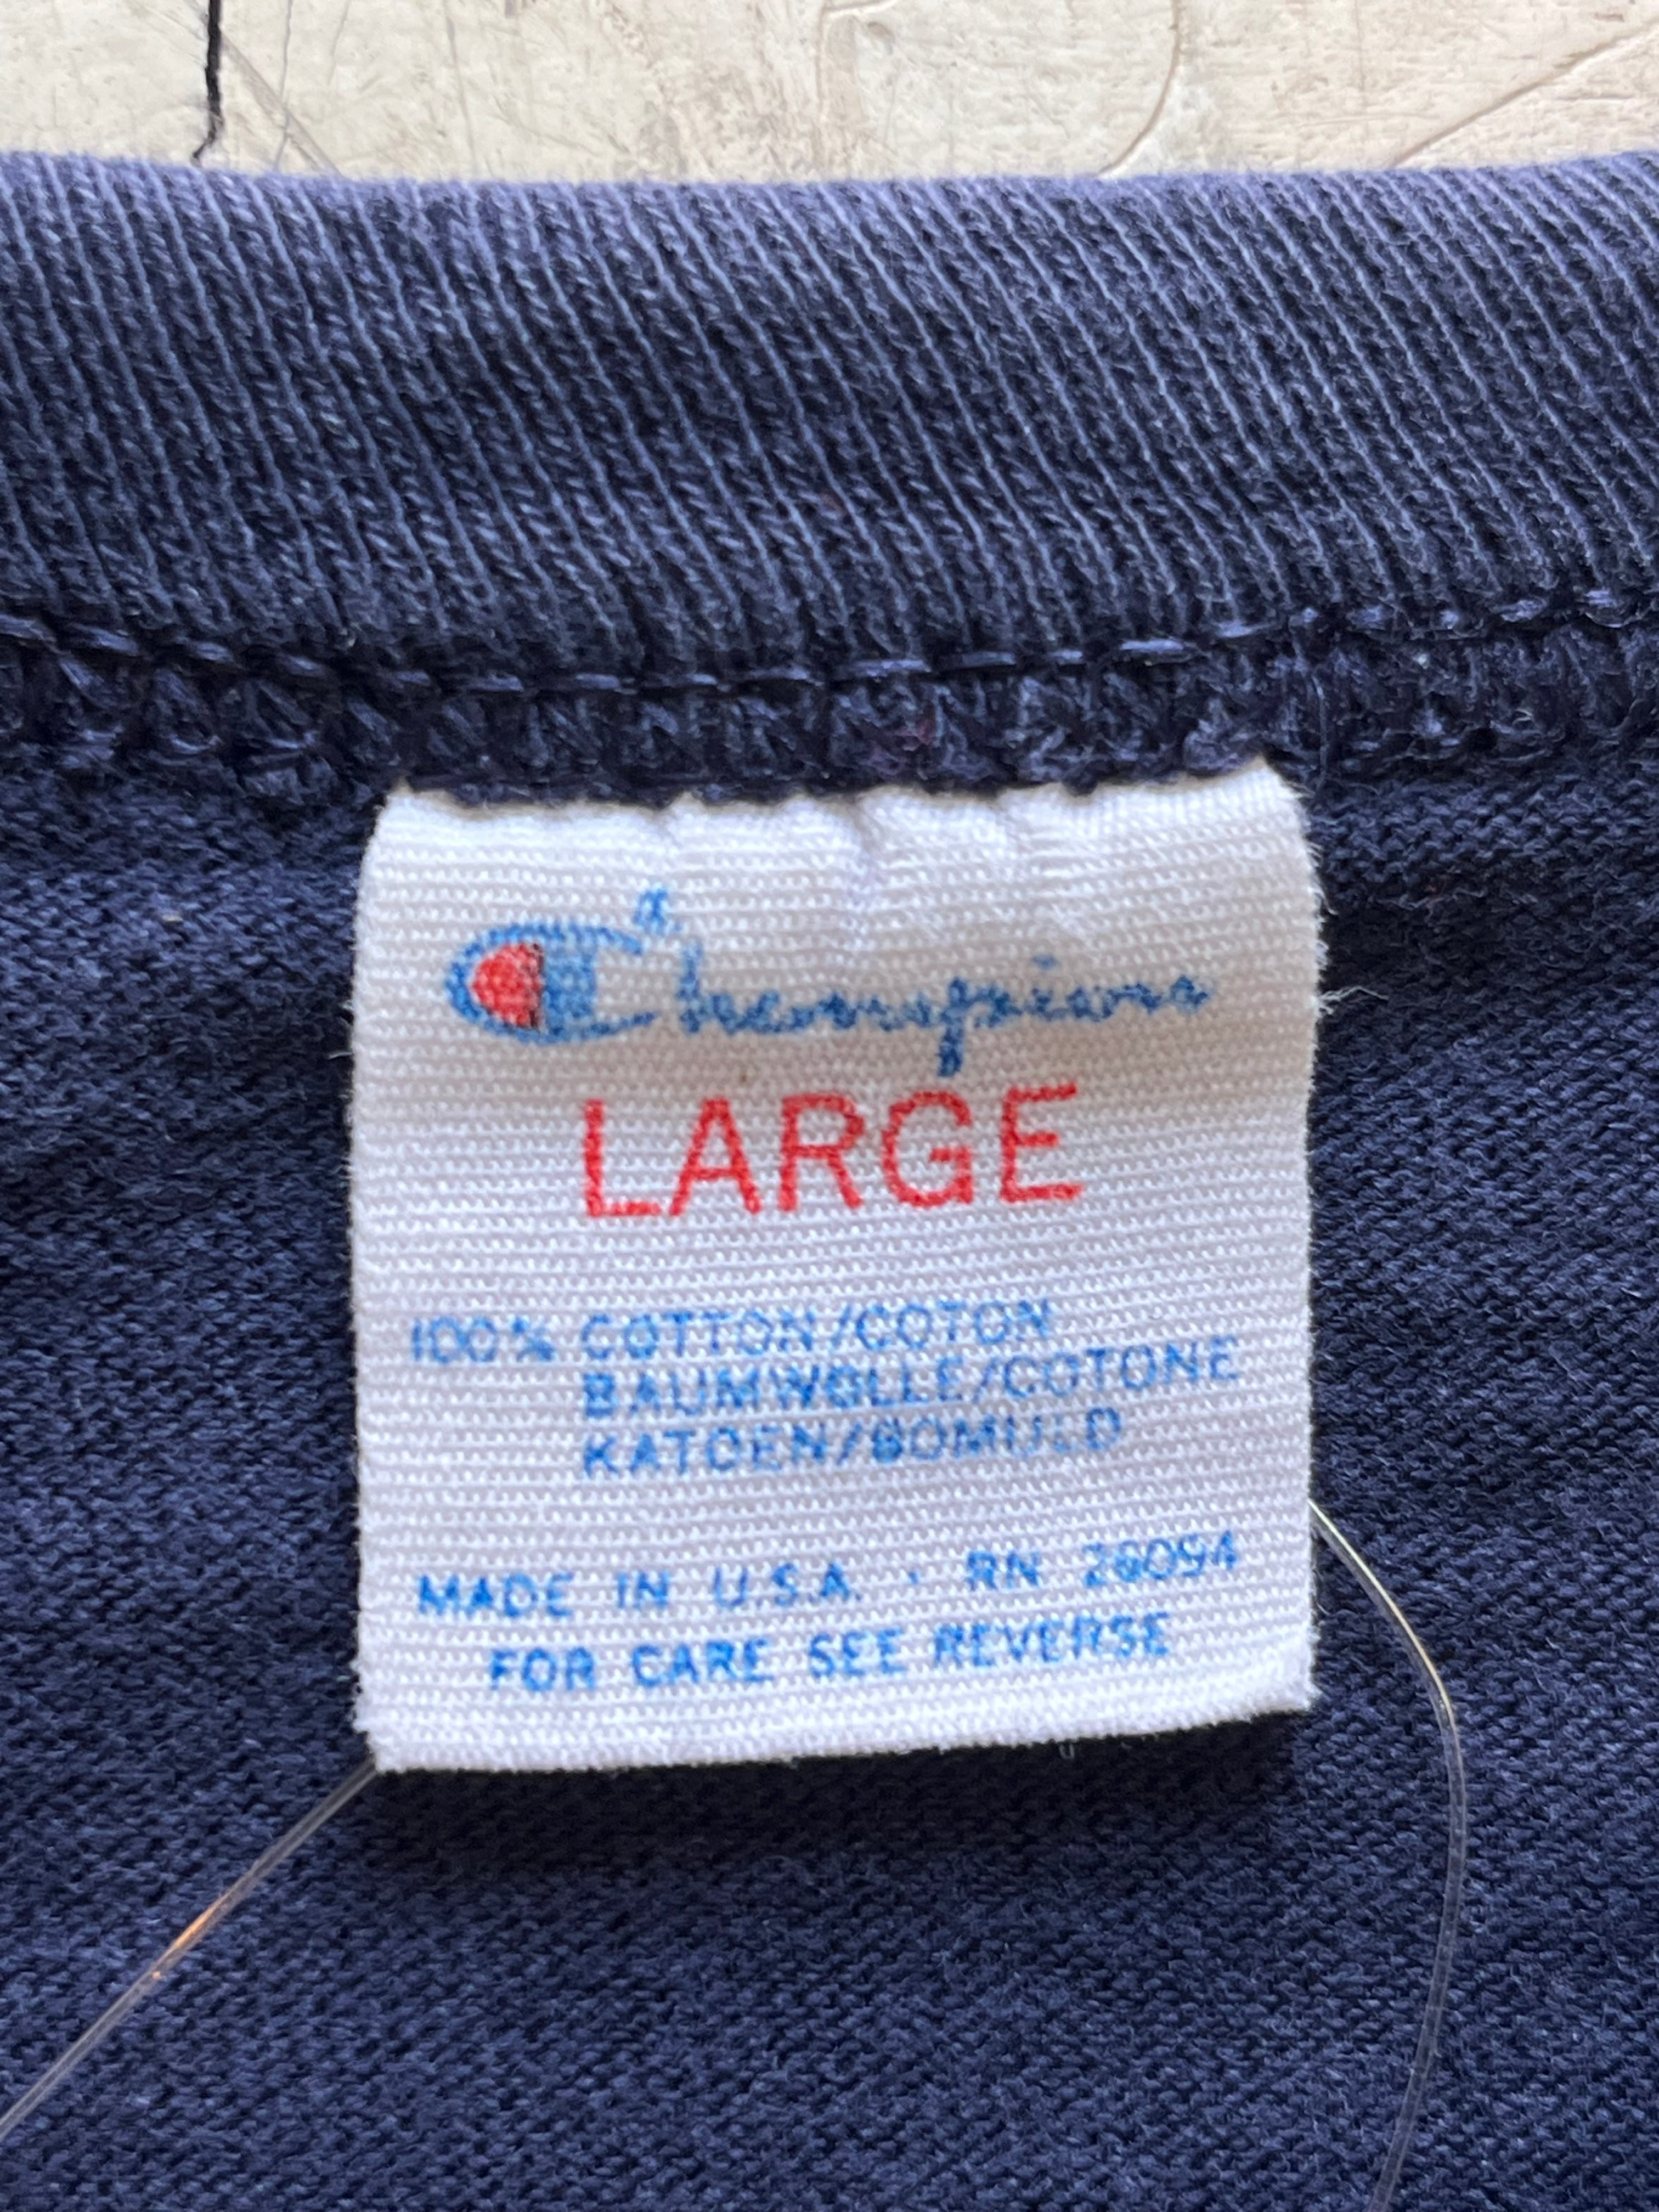 Champion
LARGE
100% COTTON/COTON
BAUMWOLLE/COTONE
KATOEN/BOMULD
MADE IN U.S.A. · RN 26094
FOR CARE SEE REVERSE